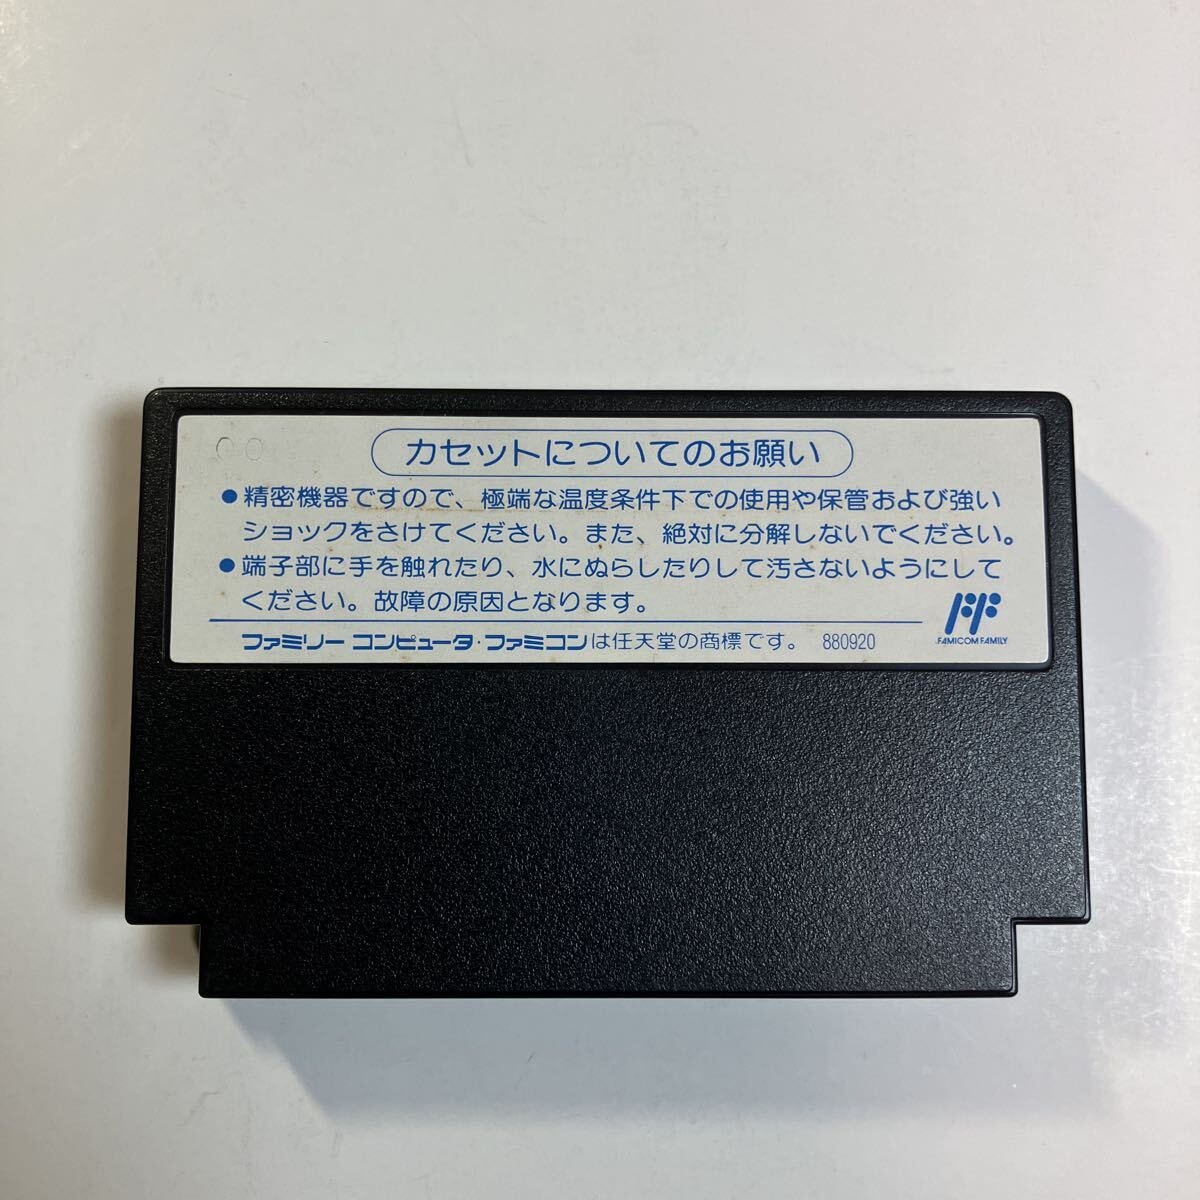 00
カセットについてのお願い
●精密機器ですので、極端な温度条件下での使用や保管および強い
ショックをさけてください。また、絶対に分解しないでください。
●端子部に手を触れたり、水にぬらしたりして汚さないようにして
ください。故障の原因となります。
ファミリーコンピュータ・ファミコンは任天堂の商標です。 880920
FF
FAMICOM FAMILY